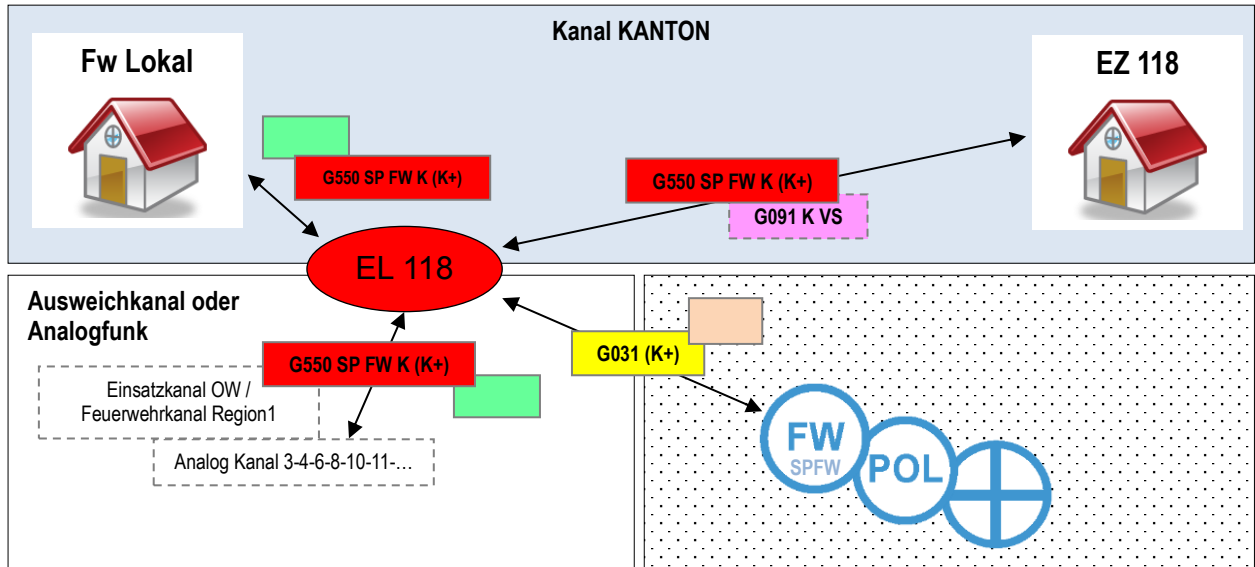 Kanal KANTON
Fw Lokal
EZ 118
G550 SP FW K (K+)
G550 SP FW K (K+)
G091 K VS
EL 118
Ausweichkanal oder
Analogfunk
G550 SP FW K (K+)
G031 (K+)
Einsatzkanal OW /
Feuerwehrkanal Region1
Analog Kanal 3-4-6-8-10-11-…
FW
SPFW
POL